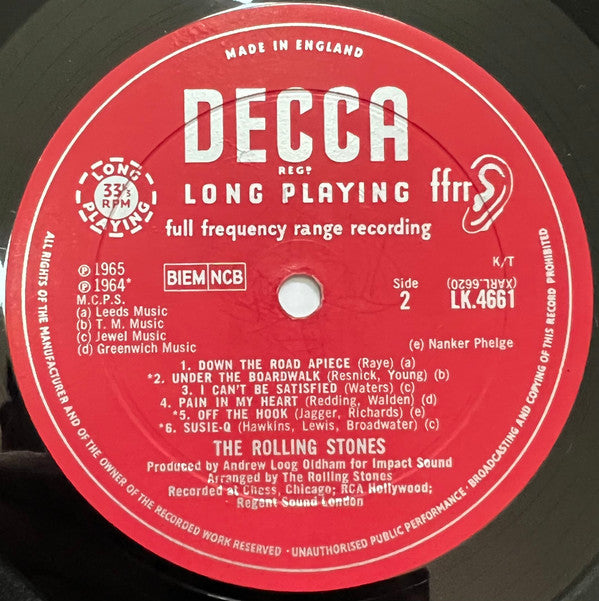 MADE IN ENGLAND
DECCA
REGD
LONG PLAYING
LONG PLAYING
33⅓
RPM
ffrr
full frequency range recording
K/T
℗ 1965
℗ 1964*
BIEM NCB
Side
2
(XARL.6620)
LK.4661
M.C.P.S.
(a) Leeds Music
(b) T. M. Music
(c) Jewel Music
(d) Greenwich Music
(e) Nanker Phelge
1. DOWN THE ROAD APIECE (Raye) (a)
*2. UNDER THE BOARDWALK (Resnick, Young) (b)
3. I CAN'T BE SATISFIED (Waters) (c)
4. PAIN IN MY HEART (Redding, Walden) (d)
*5. OFF THE HOOK (Jagger, Richards) (e)
*6. SUSIE-Q (Hawkins, Lewis, Broadwater) (c)
THE ROLLING STONES
Produced by Andrew Loog Oldham for Impact Sound
Arranged by The Rolling Stones
Recorded at Chess, Chicago; RCA Hollywood;
Regent Sound London
ALL RIGHTS OF THE MANUFACTURER AND OF THE OWNER OF THE RECORDED WORK RESERVED · UNAUTHORISED PUBLIC PERFORMANCE · BROADCASTING AND COPYING OF THIS RECORD PROHIBITED